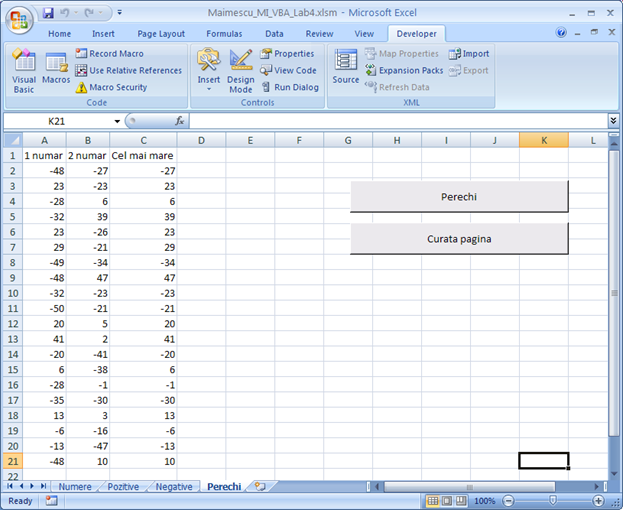 Maimescu_MI_VBA_Lab4.xlsm - Microsoft Excel
Home Insert Page Layout Formulas Data Review View Developer
Visual Basic
Macros
Record Macro
Use Relative References
Macro Security
Code
Insert
Design Mode
Properties
View Code
Run Dialog
Controls
Source
Map Properties
Expansion Packs
Refresh Data
Import
Export
XML
K21 fx
A B C D E F G H I J K L
1 1 numar 2 numar Cel mai mare
2 -48 -27 -27
3 23 -23 23
4 -28 6 6
5 -32 39 39
6 23 -26 23
7 29 -21 29
8 -49 -34 -34
9 -48 47 47
10 -32 -23 -23
11 -50 -21 -21
12 20 5 20
13 41 2 41
14 -20 -41 -20
15 6 -38 6
16 -28 -1 -1
17 -35 -30 -30
18 13 3 13
19 -6 -16 -6
20 -13 -47 -13
21 -48 10 10
22
Perechi
Curata pagina
Numere Pozitive Negative Perechi
Ready 100%